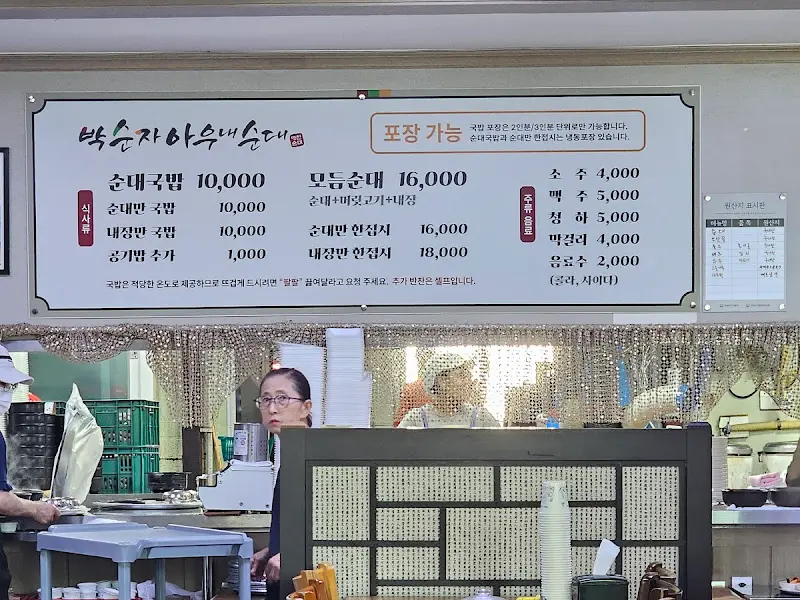 박순자아우내순대
포장 가능
국밥 포장은 2인분/3인분 단위로만 가능합니다.
순대국밥과 순대만 한접시는 냉동포장 있습니다.
식사류
순대국밥 10,000
순대만 국밥 10,000
내장만 국밥 10,000
공기밥 추가 1,000
모듬순대 16,000
순대+머릿고기+내장
순대만 한접시 16,000
내장만 한접시 18,000
주류 음료
소 주 4,000
맥 주 5,000
청 하 5,000
막걸리 4,000
음료수 2,000
(콜라, 사이다)
국밥은 적당한 온도로 제공하므로 뜨겁게 드시려면 "팔팔" 끓여달라고 요청 주세요. 추가 반찬은 셀프입니다.
원산지 표시판
메뉴명 품목 원산지